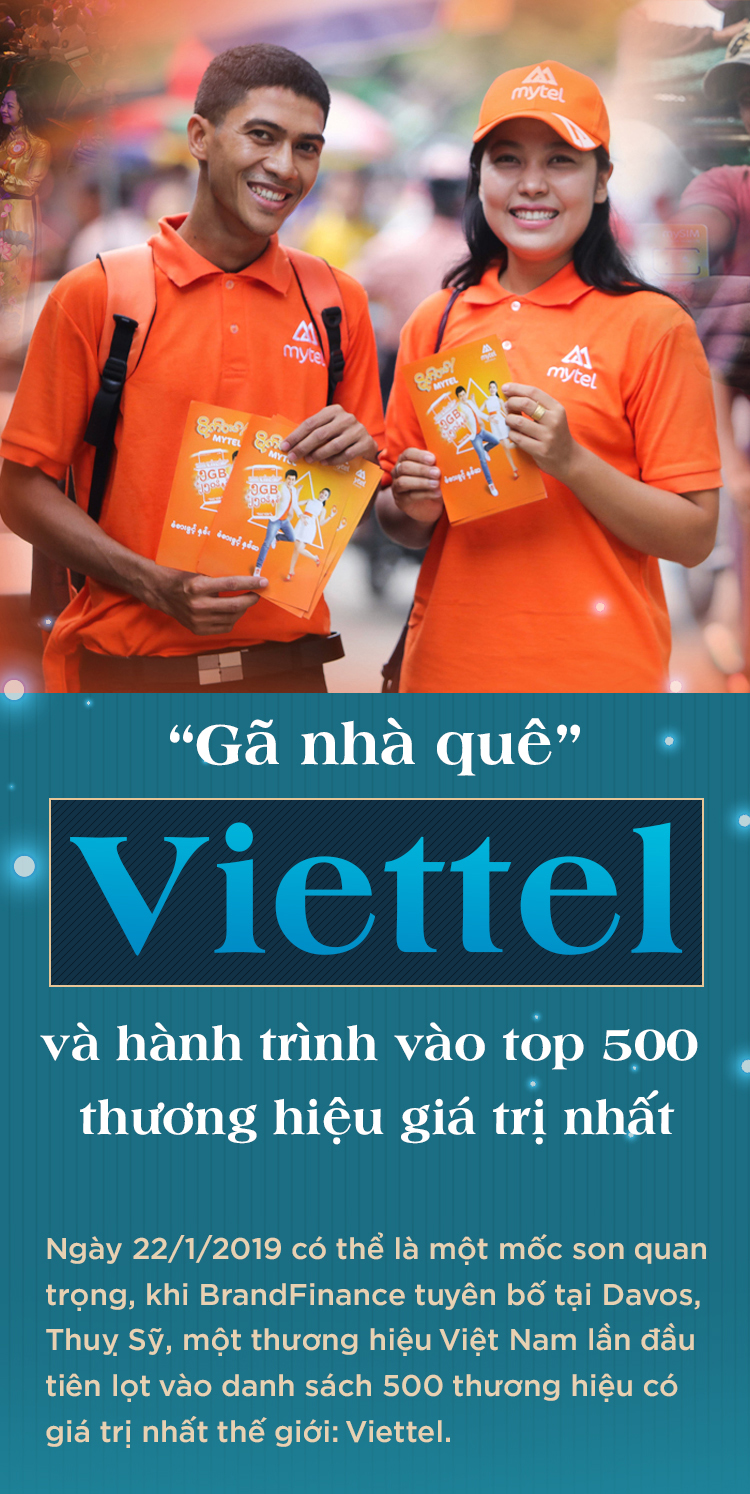 mytel
mytel
mytel
MYTEL
MYTEL
MYTEL
“Gã nhà quê”
Viettel
và hành trình vào top 500
thương hiệu giá trị nhất
Ngày 22/1/2019 có thể là một mốc son quan
trọng, khi BrandFinance tuyên bố tại Davos,
Thuỵ Sỹ, một thương hiệu Việt Nam lần đầu
tiên lọt vào danh sách 500 thương hiệu có
giá trị nhất thế giới: Viettel.